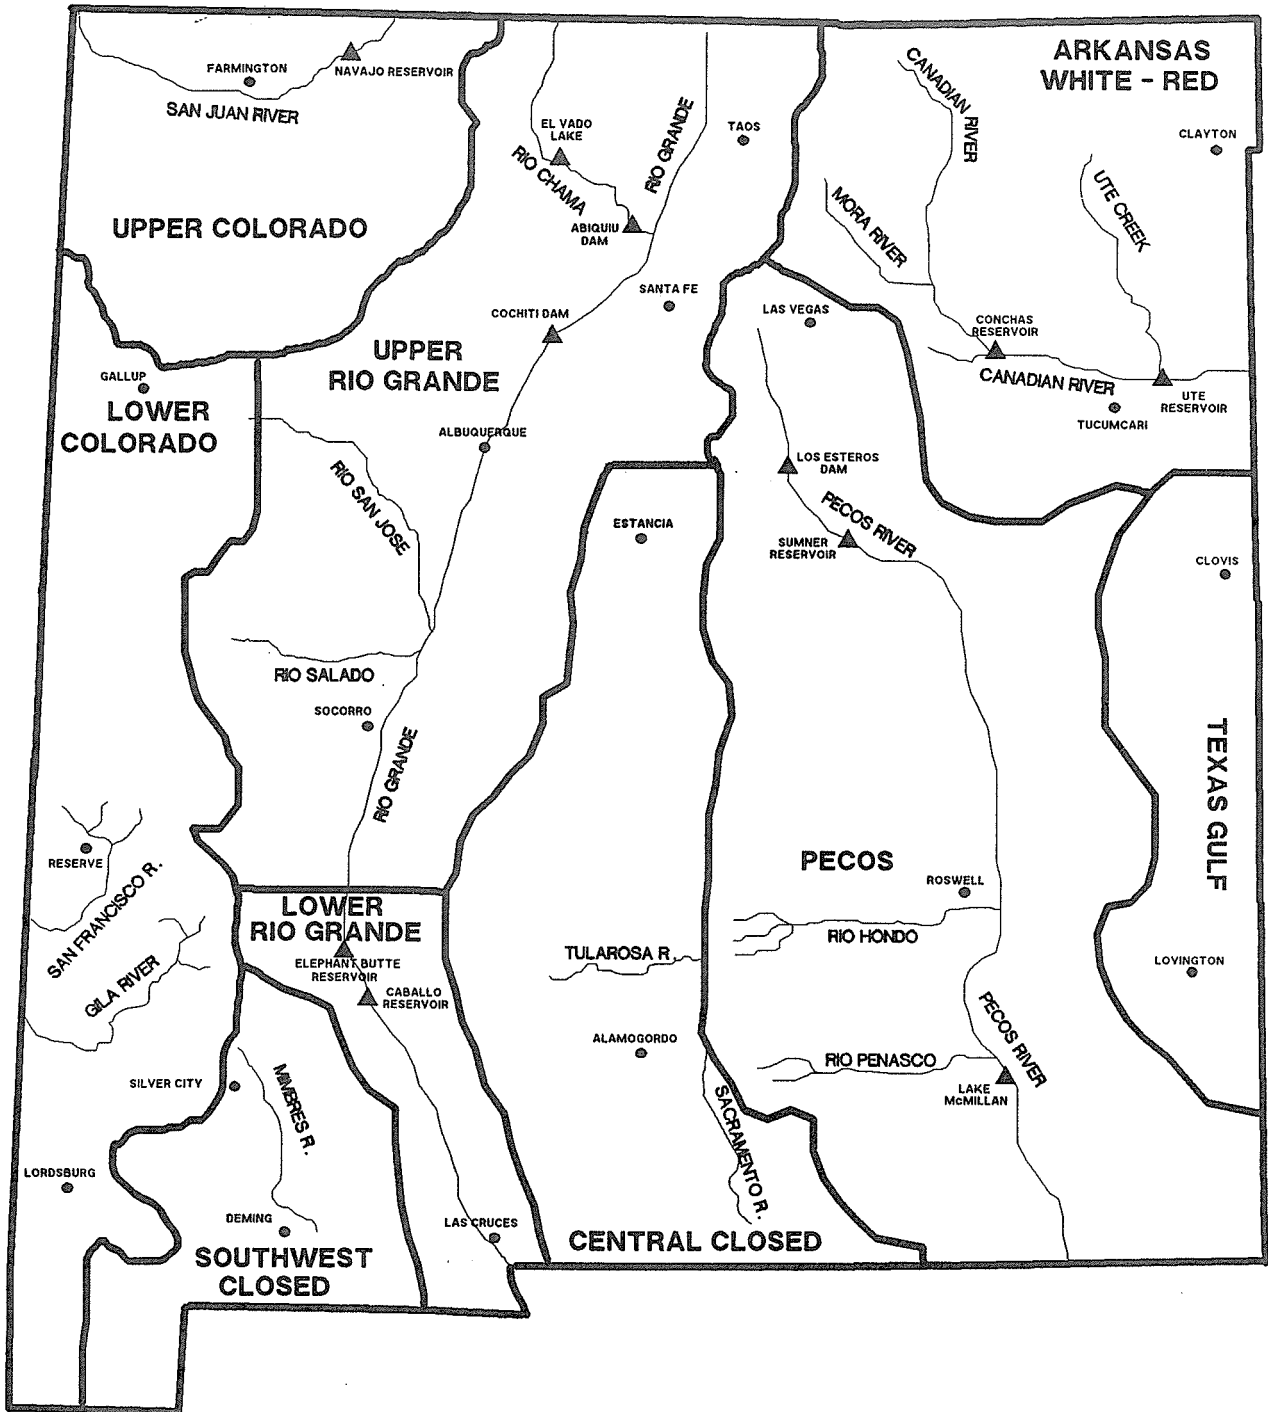 ARKANSAS
WHITE - RED
FARMINGTON
NAVAJO RESERVOIR
SAN JUAN RIVER
UPPER COLORADO
EL VADO
LAKE
RIO CHAMA
ABIQUIU
DAM
RIO GRANDE
TAOS
CANADIAN RIVER
CLAYTON
MORA RIVER
UTE CREEK
SANTA FE
COCHITI DAM
LAS VEGAS
CONCHAS
RESERVOIR
CANADIAN RIVER
UTE
RESERVOIR
TUCUMCARI
UPPER
RIO GRANDE
GALLUP
LOWER
COLORADO
ALBUQUERQUE
RIO SAN JOSE
LOS ESTEROS
DAM
PECOS RIVER
SUMNER
RESERVOIR
ESTANCIA
CLOVIS
RIO SALADO
SOCORRO
RIO GRANDE
TEXAS GULF
RESERVE
SAN FRANCISCO R.
GILA RIVER
PECOS
ROSWELL
RIO HONDO
LOWER
RIO GRANDE
ELEPHANT BUTTE
RESERVOIR
CABALLO
RESERVOIR
TULAROSA R.
LOVINGTON
ALAMOGORDO
PECOS RIVER
RIO PENASCO
LAKE
McMILLAN
SILVER CITY
MIMBRES R.
SACRAMENTO R.
LORDSBURG
DEMING
LAS CRUCES
SOUTHWEST
CLOSED
CENTRAL CLOSED